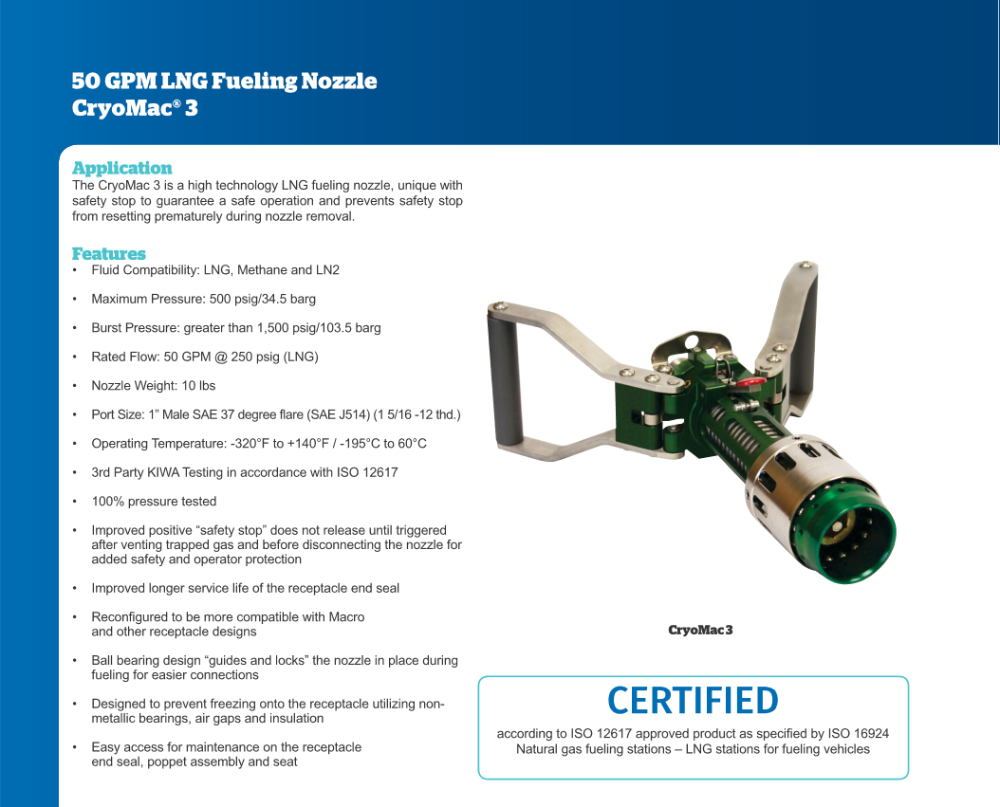 50 GPM LNG Fueling Nozzle
CryoMac® 3
Application
The CryoMac 3 is a high technology LNG fueling nozzle, unique with
safety stop to guarantee a safe operation and prevents safety stop
from resetting prematurely during nozzle removal.
Features
• Fluid Compatibility: LNG, Methane and LN2
• Maximum Pressure: 500 psig/34.5 barg
• Burst Pressure: greater than 1,500 psig/103.5 barg
• Rated Flow: 50 GPM @ 250 psig (LNG)
• Nozzle Weight: 10 lbs
• Port Size: 1” Male SAE 37 degree flare (SAE J514) (1 5/16 -12 thd.)
• Operating Temperature: -320°F to +140°F / -195°C to 60°C
• 3rd Party KIWA Testing in accordance with ISO 12617
• 100% pressure tested
• Improved positive “safety stop” does not release until triggered
after venting trapped gas and before disconnecting the nozzle for
added safety and operator protection
• Improved longer service life of the receptacle end seal
• Reconfigured to be more compatible with Macro
and other receptacle designs
• Ball bearing design “guides and locks” the nozzle in place during
fueling for easier connections
• Designed to prevent freezing onto the receptacle utilizing non-
metallic bearings, air gaps and insulation
• Easy access for maintenance on the receptacle
end seal, poppet assembly and seat
CryoMac 3
CERTIFIED
according to ISO 12617 approved product as specified by ISO 16924
Natural gas fueling stations – LNG stations for fueling vehicles